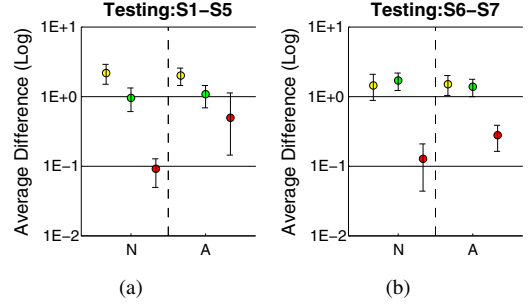 Testing:S1−S5
Average Difference (Log)
1E+1
1E+0
1E−1
1E−2
N A
(a)
Testing:S6−S7
Average Difference (Log)
1E+1
1E+0
1E−1
1E−2
N A
(b)